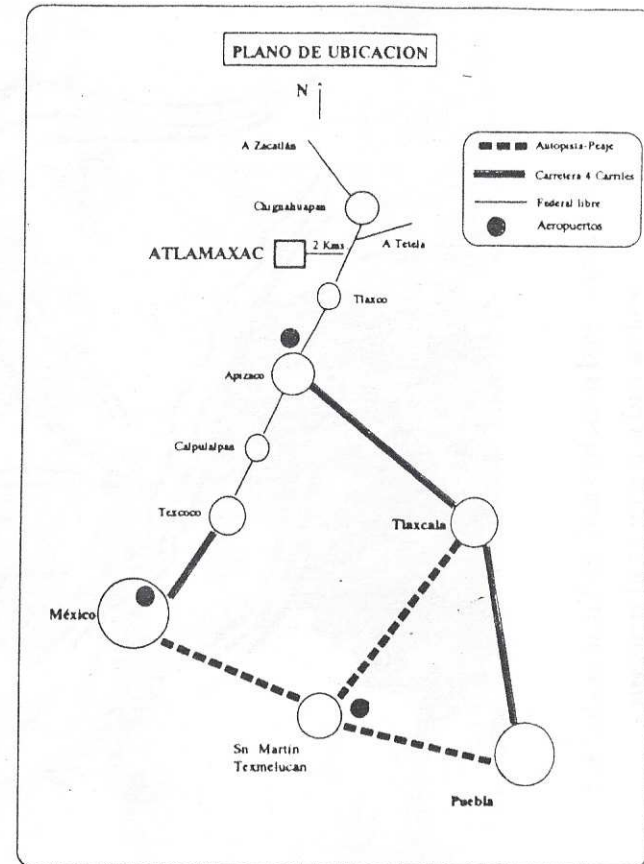 PLANO DE UBICACION
N
A Zacatlán
Autopista-Peaje
Carretera 4 Carriles
Federal libre
Aeropuertos
Chignahuapan
ATLAMAXAC
2 Kms
A Tetela
Tlaxco
Apizaco
Calpulalpan
Texcoco
Tlaxcala
México
Sn Martín
Texmelucan
Puebla